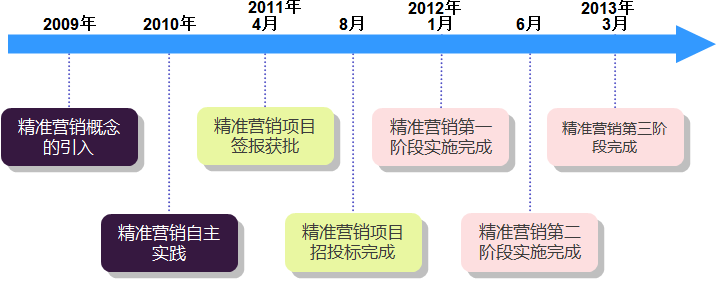 2009年
2010年
2011年
4月
8月
2012年
1月
6月
2013年
3月
精准营销概念
的引入
精准营销项目
签报获批
精准营销第一
阶段实施完成
精准营销第三阶
段完成
精准营销自主
实践
精准营销项目
招投标完成
精准营销第二
阶段实施完成